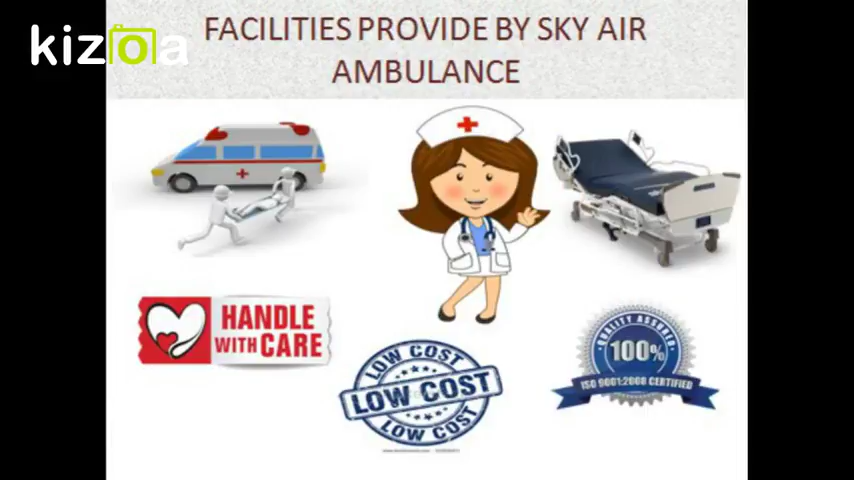 kizoa
FACILITIES PROVIDE BY SKY AIR
AMBULANCE
HANDLE
WITH CARE
LOW COST
LOW COST
LOW COST
QUALITY ASSURED
100%
ISO 9001:2008 CERTIFIED